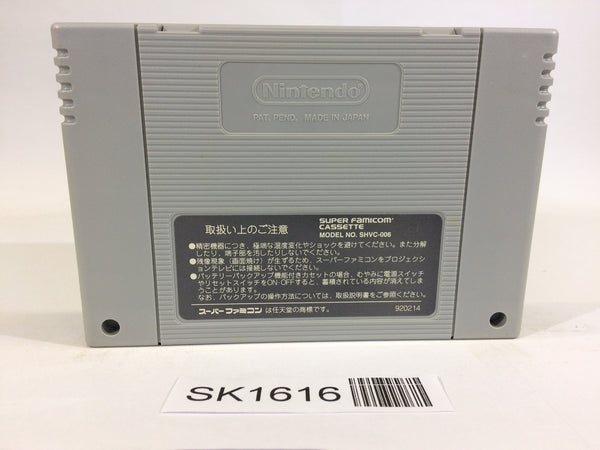 Nintendo
PAT. PEND. MADE IN JAPAN
取扱い上のご注意
SUPER FAMICOM
CASSETTE
MODEL NO. SHVC-006
●精密機器につき、極端な温度変化やショックを避けてください。また分解
したり、端子部を汚したりしないでください。
●残像現象(画面焼け)が生ずるため、スーパーファミコンをプロジェクシ
ョンテレビには接続しないでください。
●バッテリーバックアップ機能付きカセットの場合、むやみに電源スイッチ
やリセットスイッチをON·OFFすると、蓄積されている内容が消えてしま
うことがあります。
なお、バックアップの操作方法については、取扱説明書をご参照ください。
スーパーファミコンは任天堂の商標です。
920214
SK1616